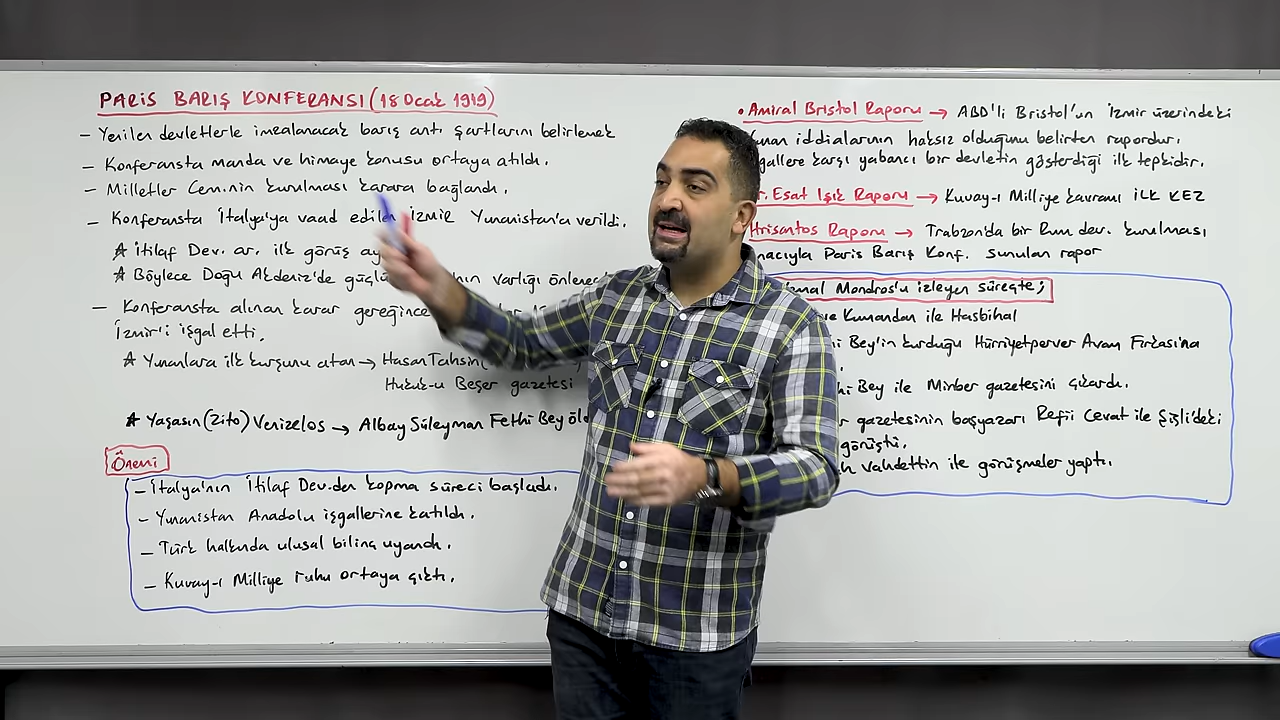 PARİS BARIŞ KONFERANSI (18 Ocak 1919)
– Yenilen devletlerle imzalanacak barış ant. şartlarını belirlemek
– Konferansta manda ve himaye konusu ortaya atıldı.
– Milletler Cem.nin kurulması karara bağlandı.
– Konferansta İtalya'ya vaad edilen İZMİR Yunanistan'a verildi.
İtilaf Dev. ar. ilk görüş
Böylece Doğu Akdeniz'de varlığı
– Konferansta alınan karar gereğince
İzmir'i işgal etti.
Yunanlara ilk kurşunu atan → Hasan Tahsin
Hukuk-u Beşer gazetesi
Yaşasın (Zito) Venizelos → Albay Süleyman Fethi Bey
Önemi
– İtalya'nın İtilaf Dev.den kopma süreci başladı.
– Yunanistan Anadolu işgallerine katıldı.
– Türk halkında ulusal bilinç uyandı.
– Kuvay-ı Milliye ruhu ortaya çıktı.
• Amiral Bristol Raporu → ABD'li Bristol'un İzmir üzerindeki
iddialarının haksız olduğunu belirten rapordur.
karşı yabancı bir devletin gösterdiği ilk tepkidir.
Esat Işık Raporu → Kuvay-ı Milliye kavramı İLK KEZ
Hrisantos Raporu → Trabzon'da bir Rum dev. kurulması
Paris Barış Konf. sunulan rapor
Mondros'u izleyen süreçte;
Kumandan ile Hasbihal
Bey'in kurduğu Hürriyetperver Avam Fırkası'na
Bey ile Minber gazetesini çıkardı.
gazetesinin başyazarı Refii Cevat ile Şişli'deki
görüştü.
Vahdettin ile görüşmeler yaptı.